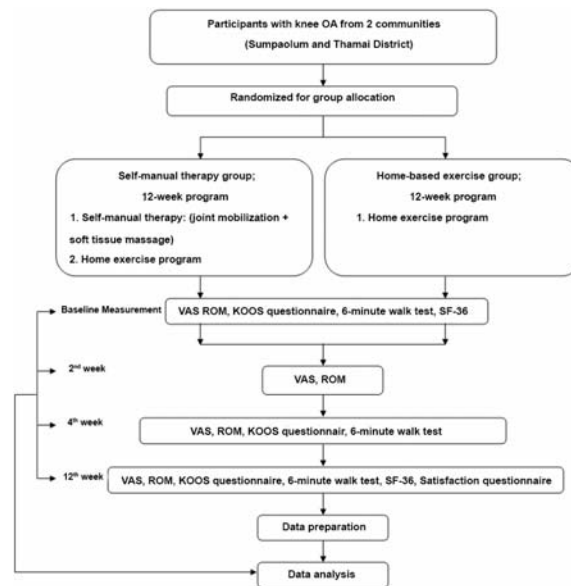 Participants with knee OA from 2 communities
(Sumpaolum and Thamai District)
Randomized for group allocation
Self-manual therapy group;
12-week program
1. Self-manual therapy: (joint mobilization +
soft tissue massage)
2. Home exercise program
Home-based exercise group;
12-week program
1. Home exercise program
Baseline Measurement
VAS ROM, KOOS questionnaire, 6-minute walk test, SF-36
2nd week
VAS, ROM
4th week
VAS, ROM, KOOS questionnair, 6-minute walk test
12th week
VAS, ROM, KOOS questionnaire, 6-minute walk test, SF-36, Satisfaction questionnaire
Data preparation
Data analysis